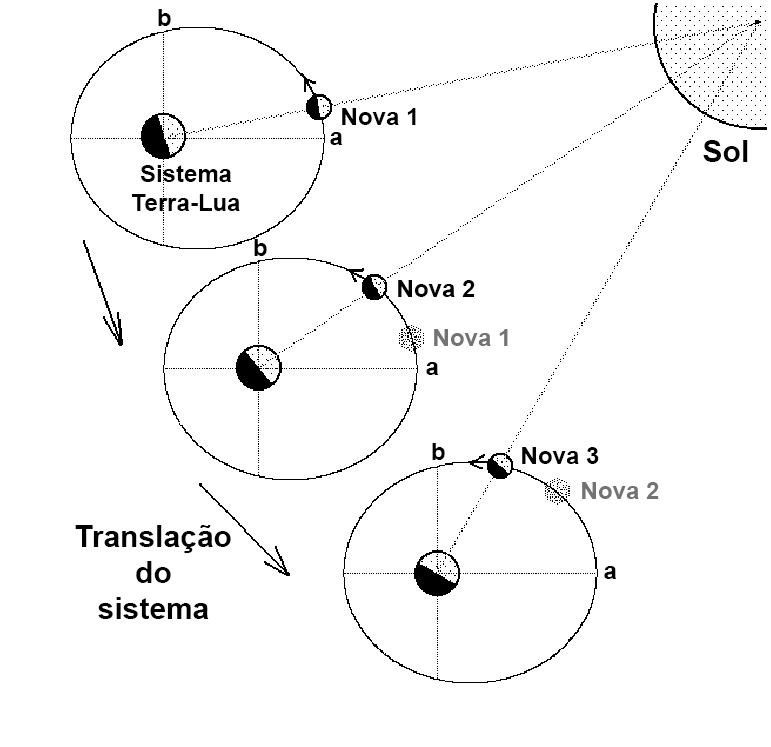 b
Nova 1
a
Sol
Sistema
Terra-Lua
b
Nova 2
Nova 1
a
b
Nova 3
Nova 2
a
Translação
do
sistema